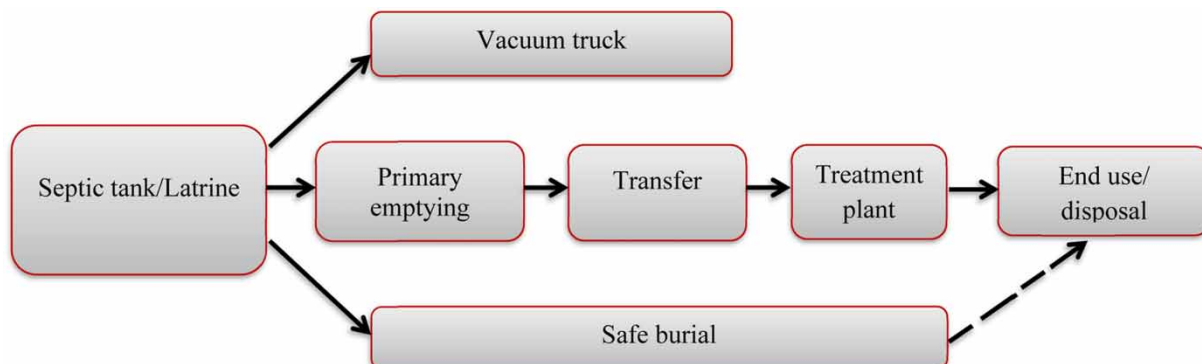 Vacuum truck
Septic tank/Latrine
Primary
emptying
Transfer
Treatment
plant
End use/
disposal
Safe burial